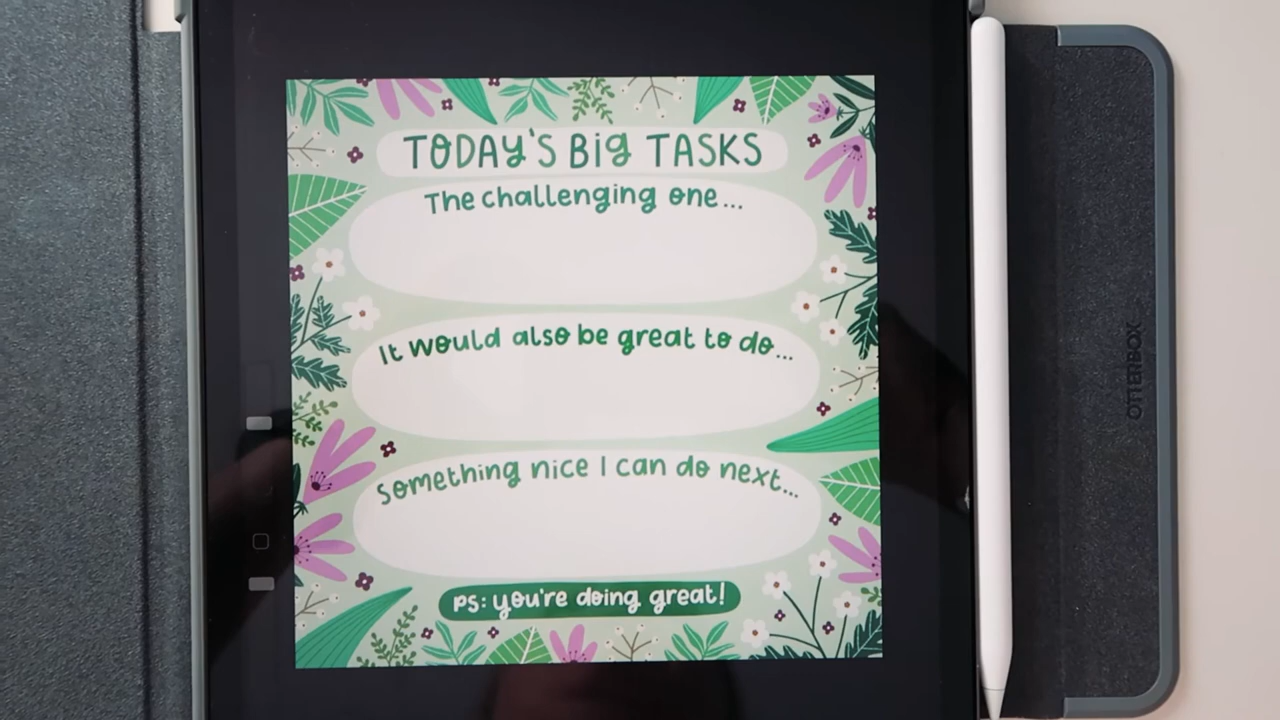 TODAY'S BIG TASKS
The challenging one...
It would also be great to do...
Something nice I can do next...
PS: you're doing great!
OTTERBOX